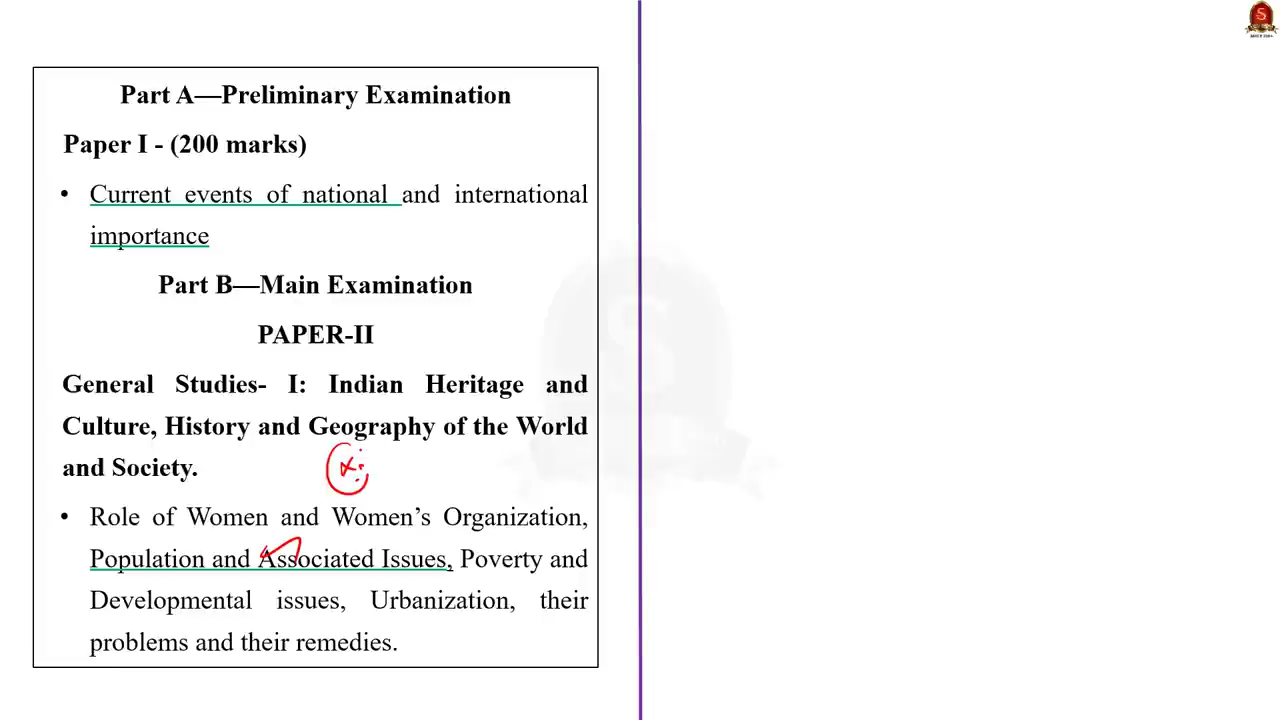 Part A—Preliminary Examination
Paper I - (200 marks)
• Current events of national and international
importance
Part B—Main Examination
PAPER-II
General Studies- I: Indian Heritage and
Culture, History and Geography of the World
and Society.
• Role of Women and Women’s Organization,
Population and Associated Issues, Poverty and
Developmental issues, Urbanization, their
problems and their remedies.